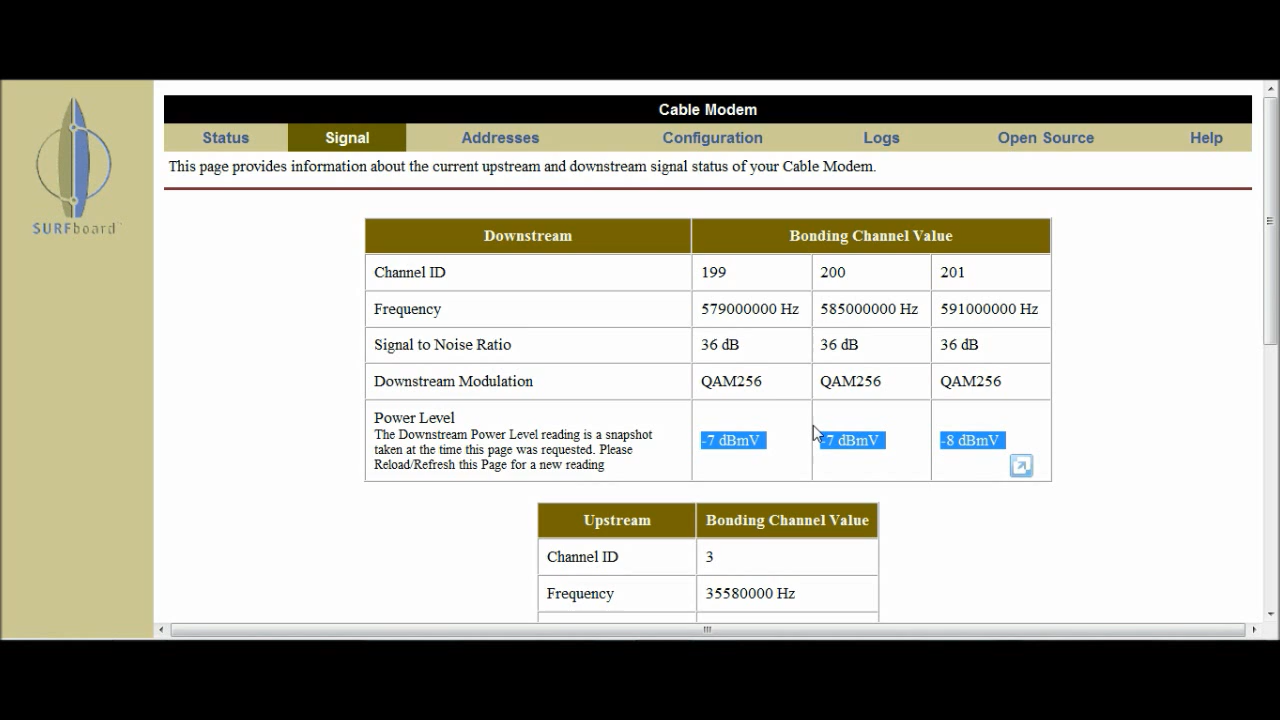 SURFboard
Cable Modem
Status Signal Addresses Configuration Logs Open Source Help
This page provides information about the current upstream and downstream signal status of your Cable Modem.
Downstream Bonding Channel Value
Channel ID 199 200 201
Frequency 579000000 Hz 585000000 Hz 591000000 Hz
Signal to Noise Ratio 36 dB 36 dB 36 dB
Downstream Modulation QAM256 QAM256 QAM256
Power Level
The Downstream Power Level reading is a snapshot
taken at the time this page was requested. Please
Reload/Refresh this Page for a new reading
-7 dBmV -7 dBmV -8 dBmV
Upstream Bonding Channel Value
Channel ID 3
Frequency 35580000 Hz